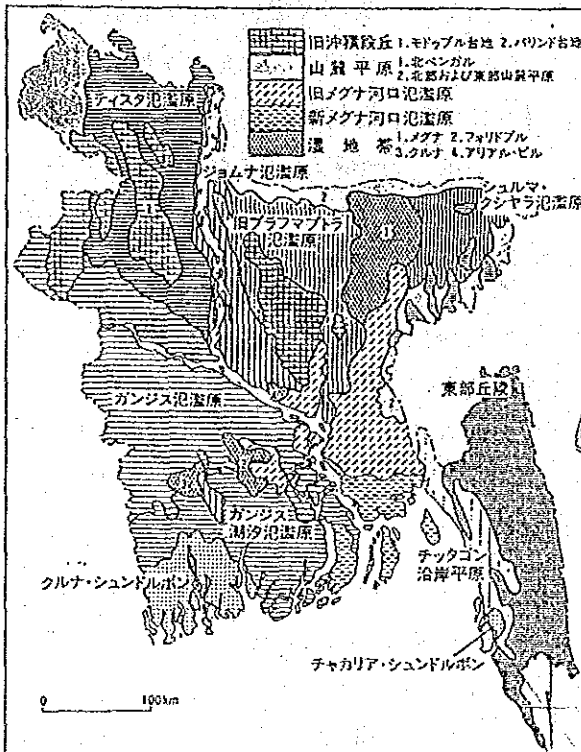 旧沖積段丘 1.モドゥプル台地 2.バリンド台地
山麓平原 1.北ベンガル
2.北部および東部山麓平原
旧メグナ河口氾濫原
新メグナ河口氾濫原
湿地帯 1.メグナ 2.フォリドプル
3.クルナ 4.アリアル・ビル
ティスタ氾濫原
ジョムナ氾濫原
シュルマ・
クシヤラ氾濫原
旧ブラフマプトラ
氾濫原
ガンジス氾濫原
東部丘陵
ガンジス
潮汐氾濫原
クルナ・シュンドルボン
チッタゴン
沿岸平原
チャカリア・シュンドルボン
0 100km